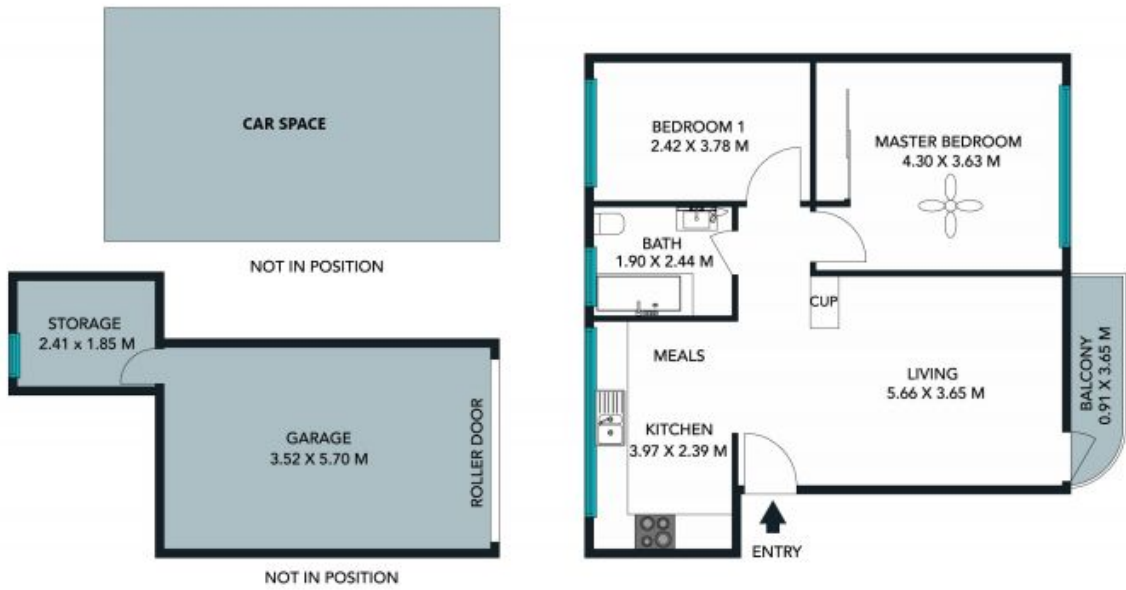 CAR SPACE
NOT IN POSITION
STORAGE
2.41 x 1.85 M
GARAGE
3.52 X 5.70 M
ROLLER DOOR
NOT IN POSITION
BEDROOM 1
2.42 X 3.78 M
MASTER BEDROOM
4.30 X 3.63 M
BATH
1.90 X 2.44 M
CUP
MEALS
LIVING
5.66 X 3.65 M
BALCONY
0.91 X 3.65 M
KITCHEN
3.97 X 2.39 M
ENTRY